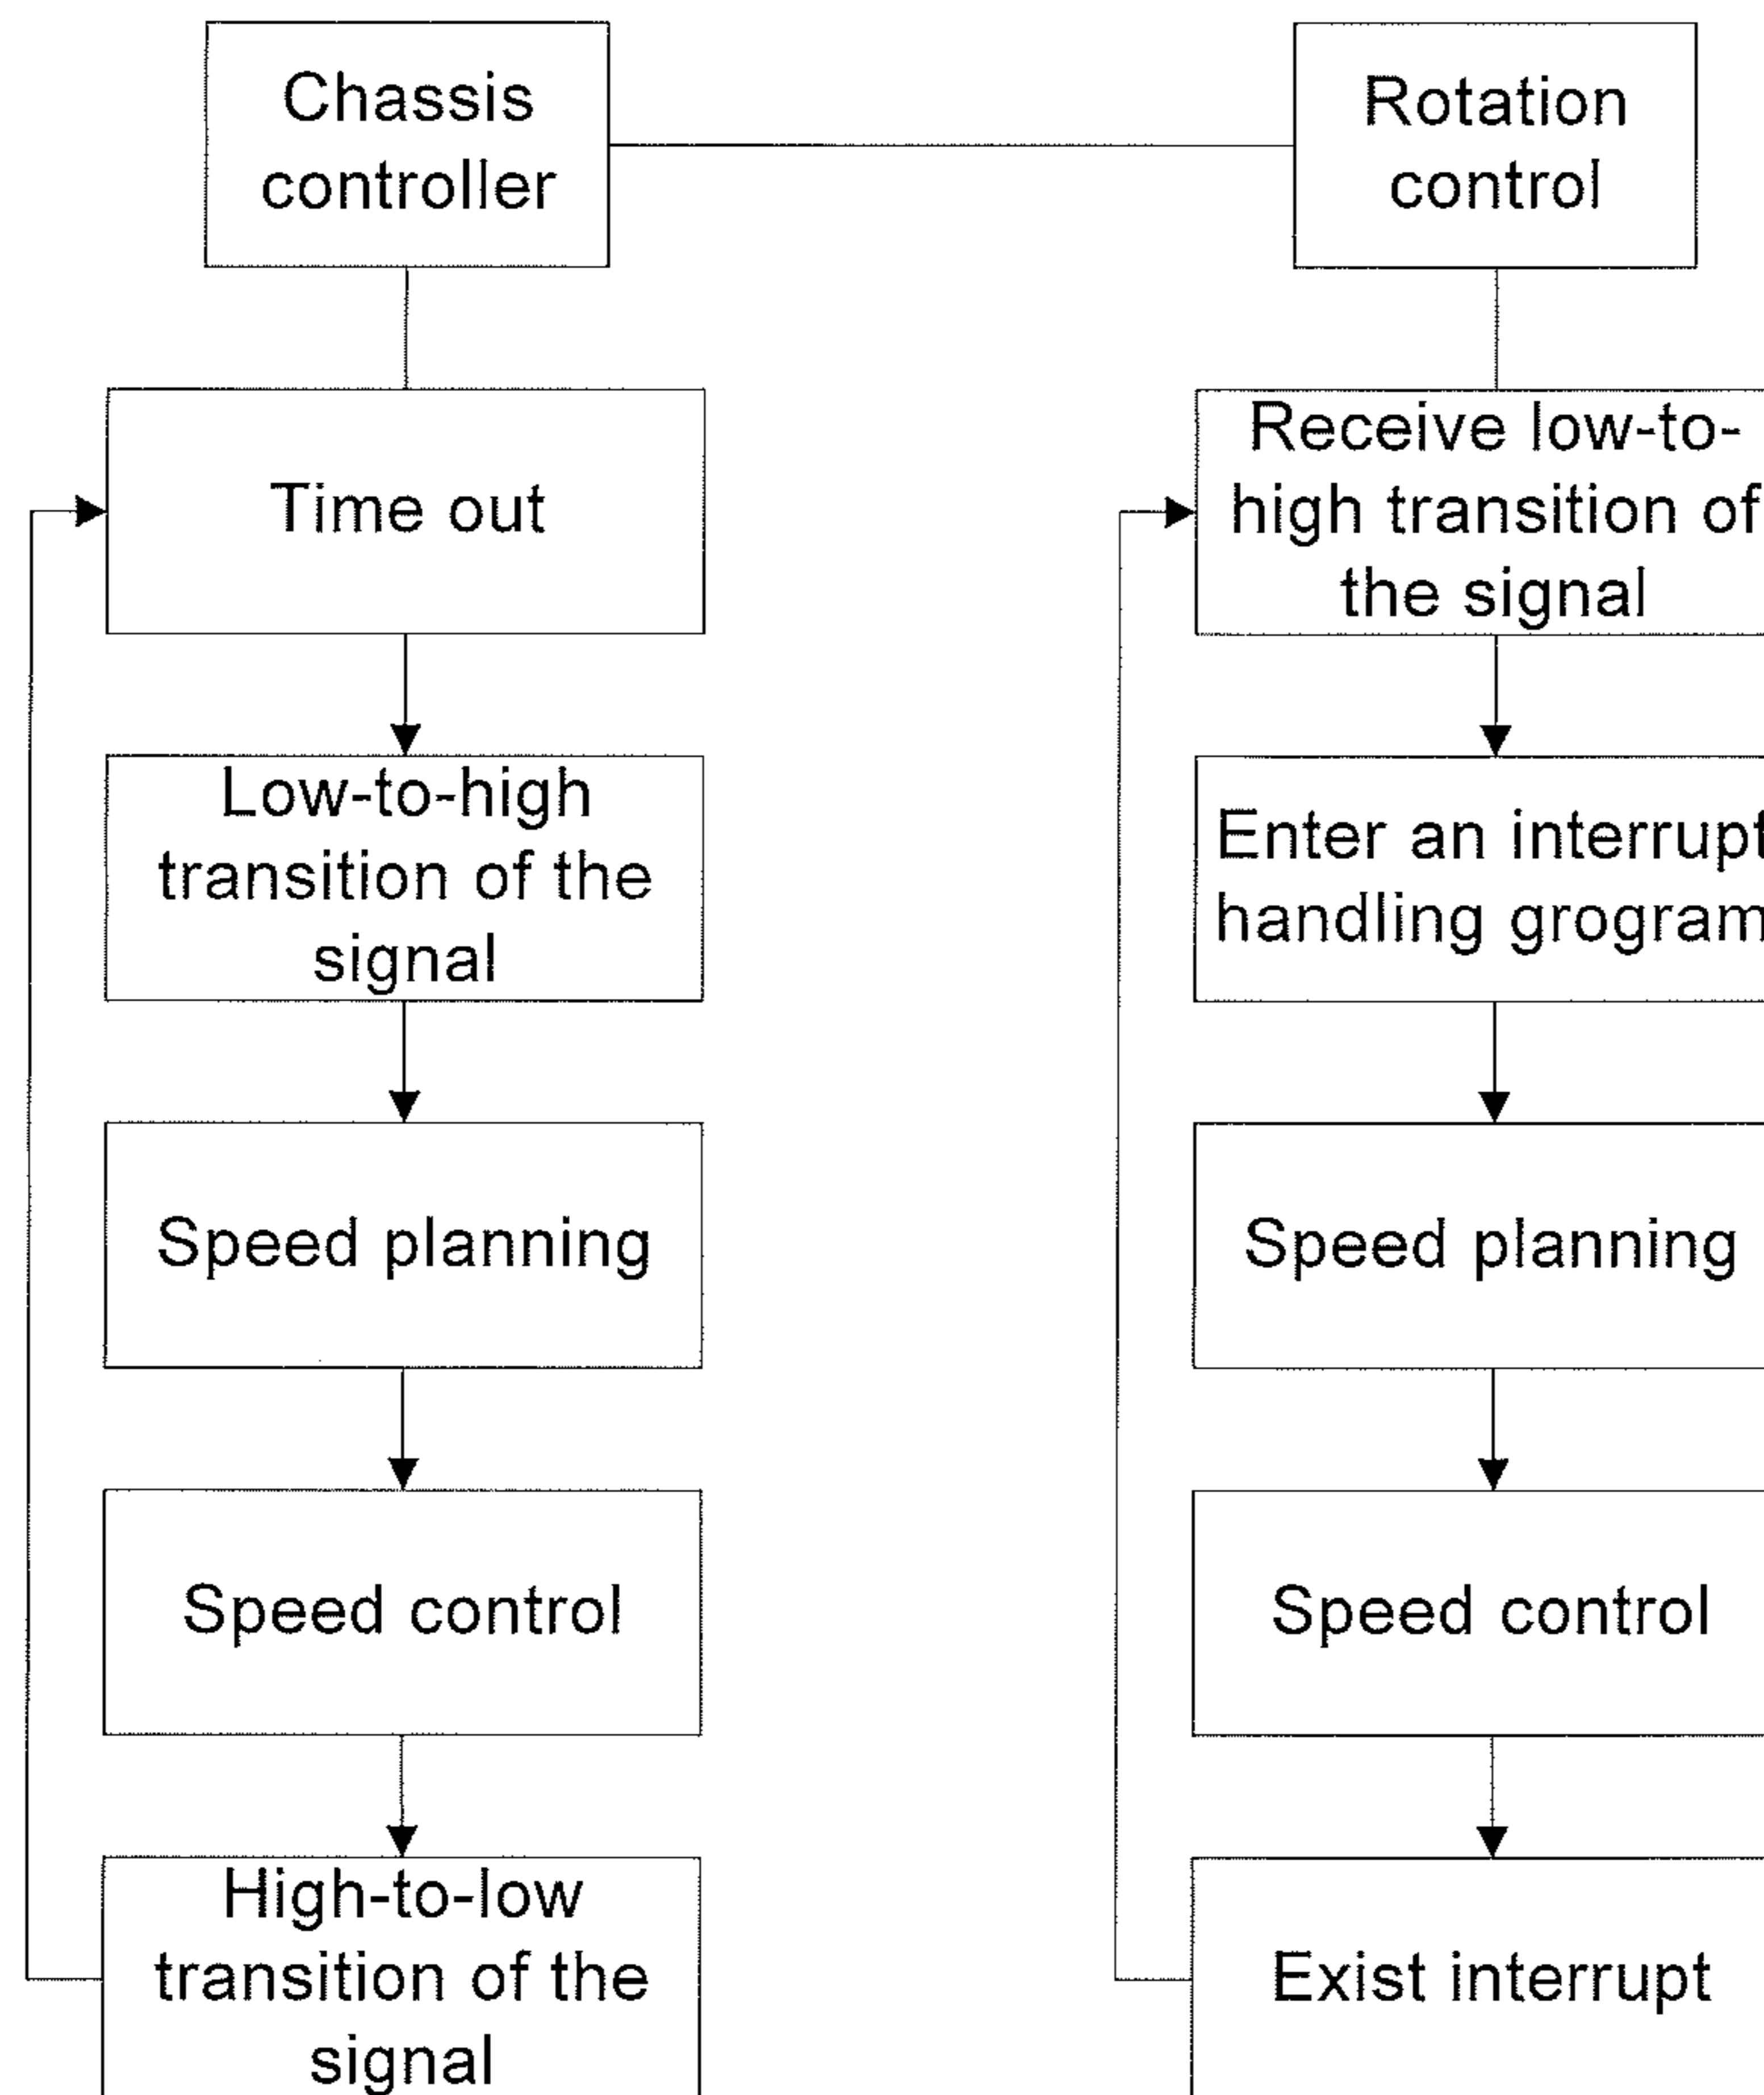 Chassis
controller
Rotation
control
Time out
Receive low-to-
high transition of
the signal
Low-to-high
transition of the
signal
Enter an interrupt
handling grogram
Speed planning
Speed planning
Speed control
Speed control
High-to-low
transition of the
signal
Exist interrupt